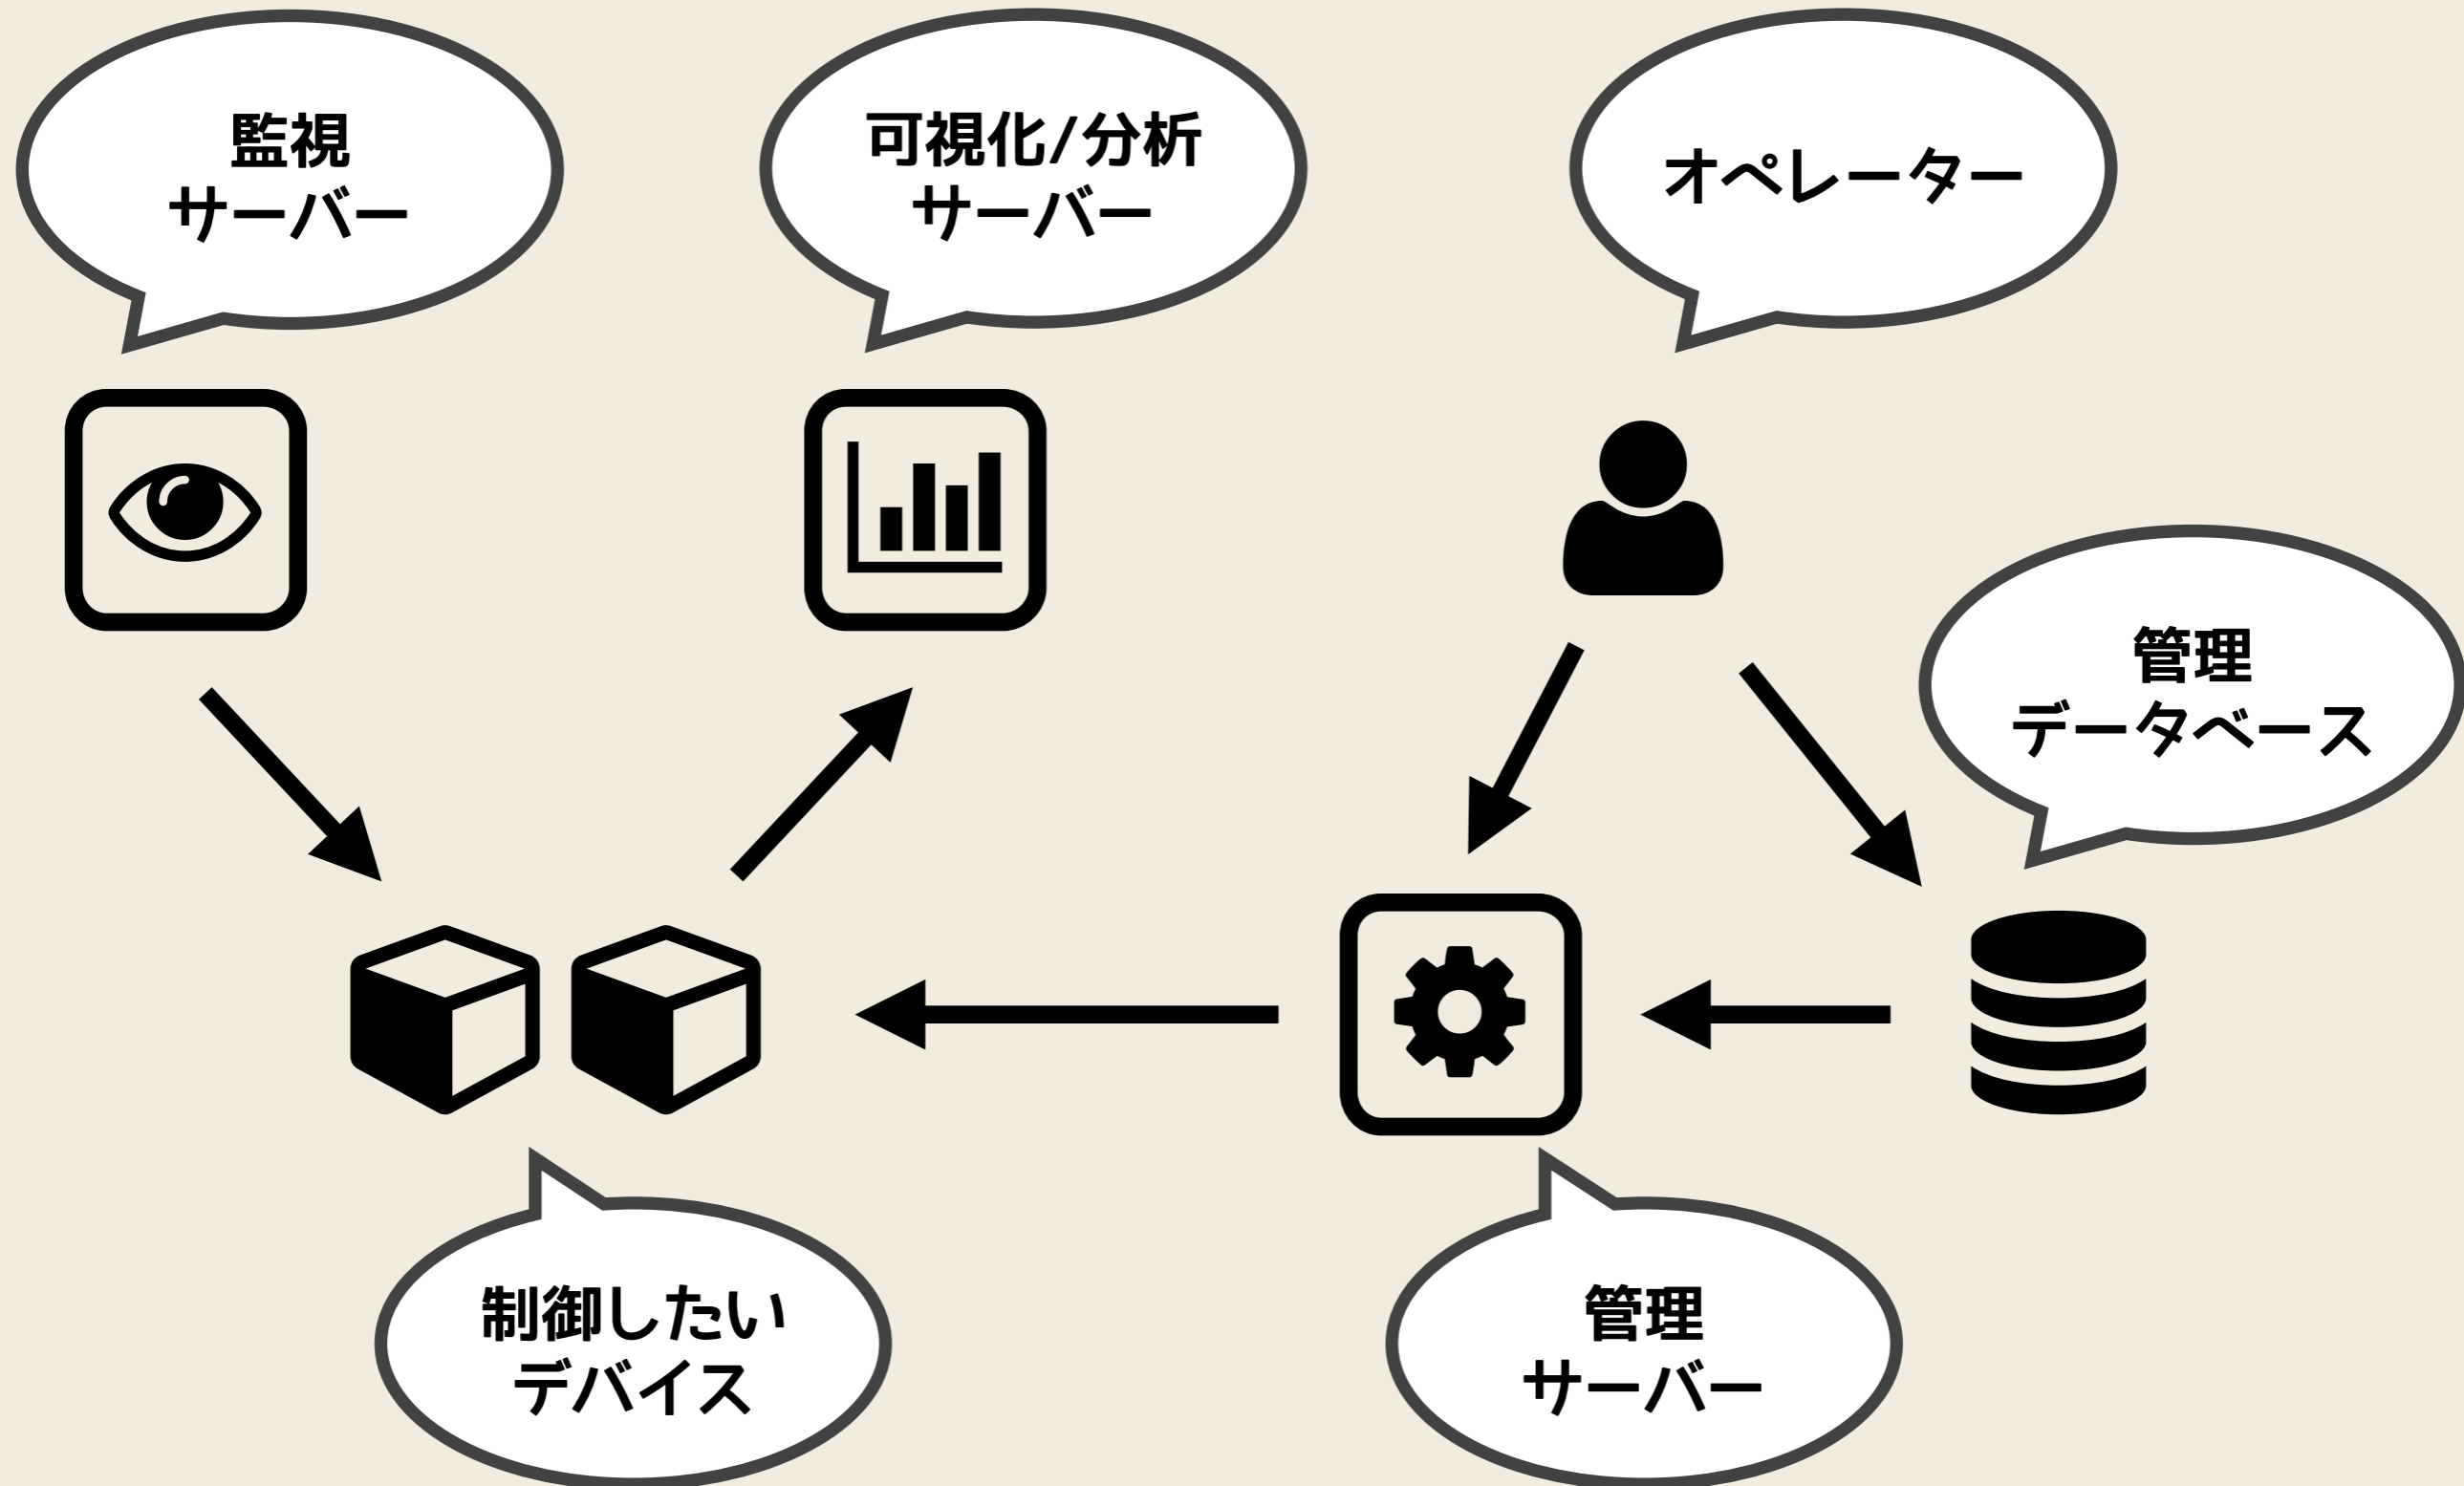 監視
サーバー
可視化/分析
サーバー
オペレーター
管理
データベース
制御したい
デバイス
管理
サーバー